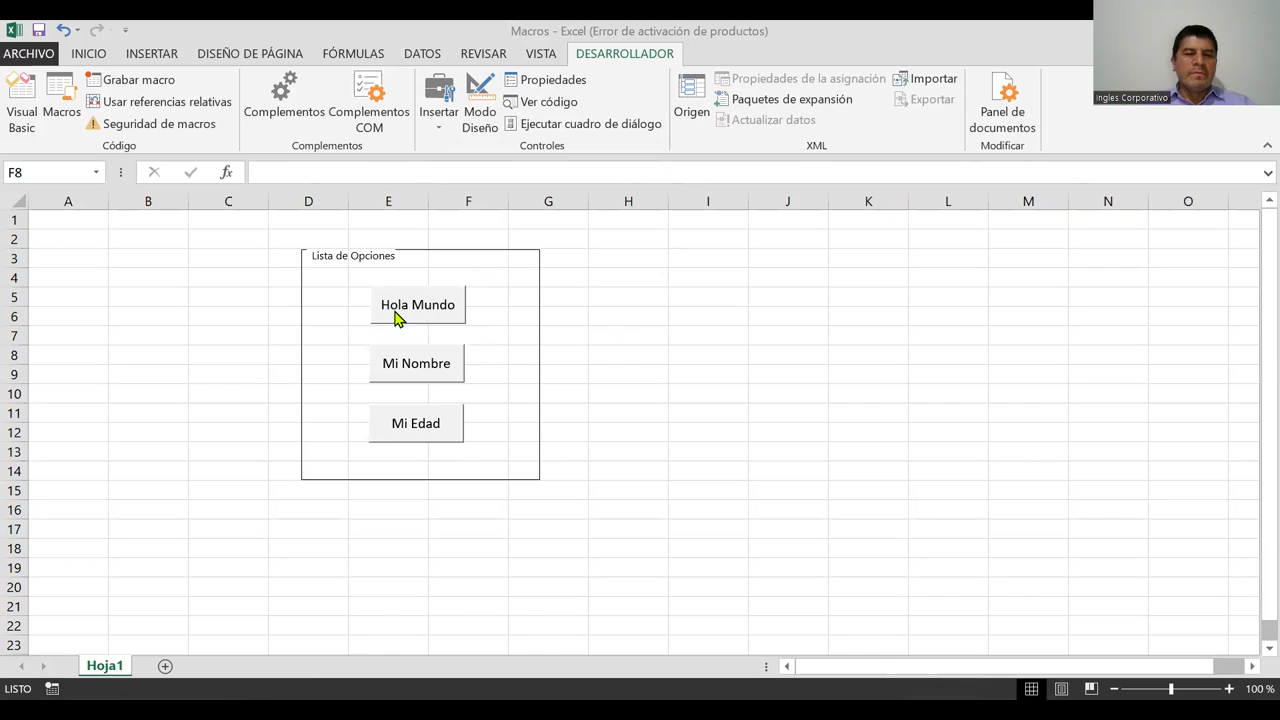 Macros - Excel (Error de activación de productos)
ARCHIVO INICIO INSERTAR DISEÑO DE PÁGINA FÓRMULAS DATOS REVISAR VISTA DESARROLLADOR
Ingles Corporativo
Visual Basic
Macros
Grabar macro
Usar referencias relativas
Seguridad de macros
Código
Complementos
Complementos COM
Complementos
Insertar
Modo Diseño
Propiedades
Ver código
Ejecutar cuadro de diálogo
Controles
Origen
Propiedades de la asignación
Paquetes de expansión
Actualizar datos
Importar
Exportar
XML
Panel de documentos
Modificar
F8 fx
A B C D E F G H I J K L M N O
1
2
3
4
5
6
7
8
9
10
11
12
13
14
15
16
17
18
19
20
21
22
23
Lista de Opciones
Hola Mundo
Mi Nombre
Mi Edad
Hoja1
LISTO 100 %